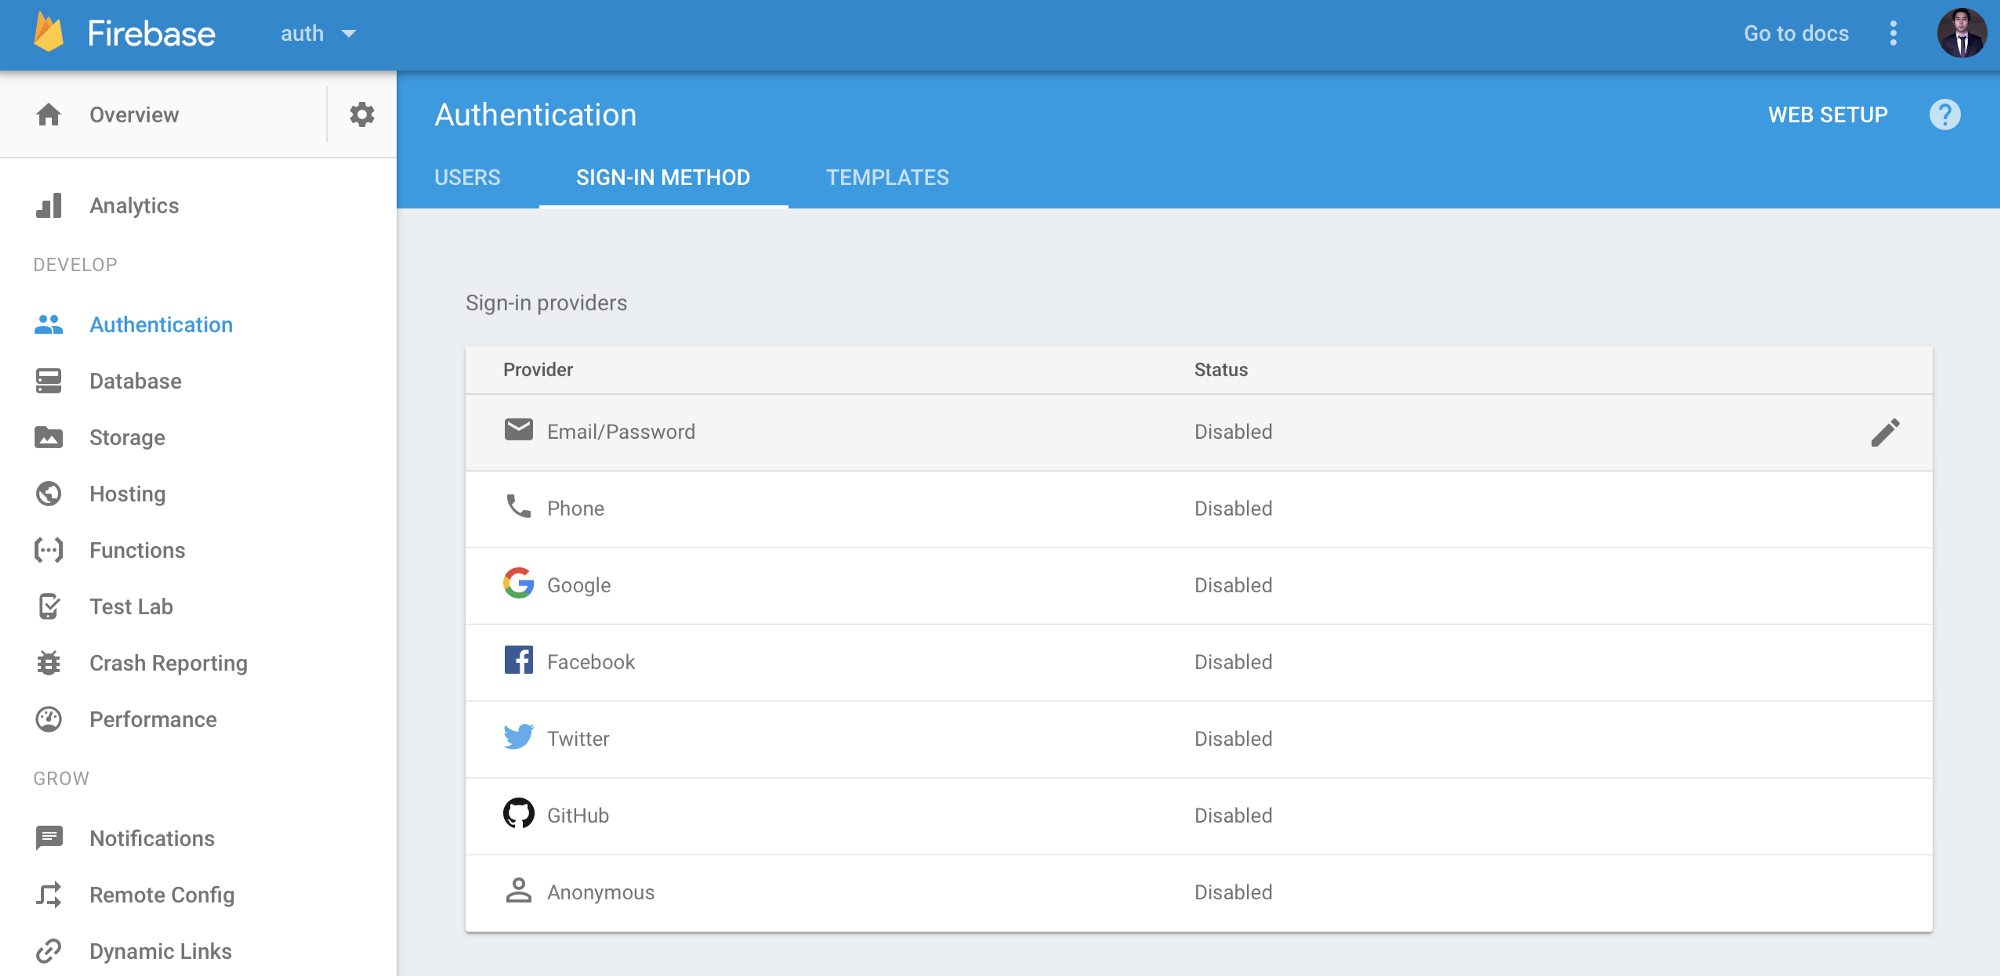 Firebase
auth
Go to docs
Overview
Authentication
WEB SETUP
?
USERS
SIGN-IN METHOD
TEMPLATES
Analytics
DEVELOP
Authentication
Database
Storage
Hosting
Functions
Test Lab
Crash Reporting
Performance
GROW
Notifications
Remote Config
Dynamic Links
Sign-in providers
Provider Status
Email/Password Disabled
Phone Disabled
Google Disabled
Facebook Disabled
Twitter Disabled
GitHub Disabled
Anonymous Disabled